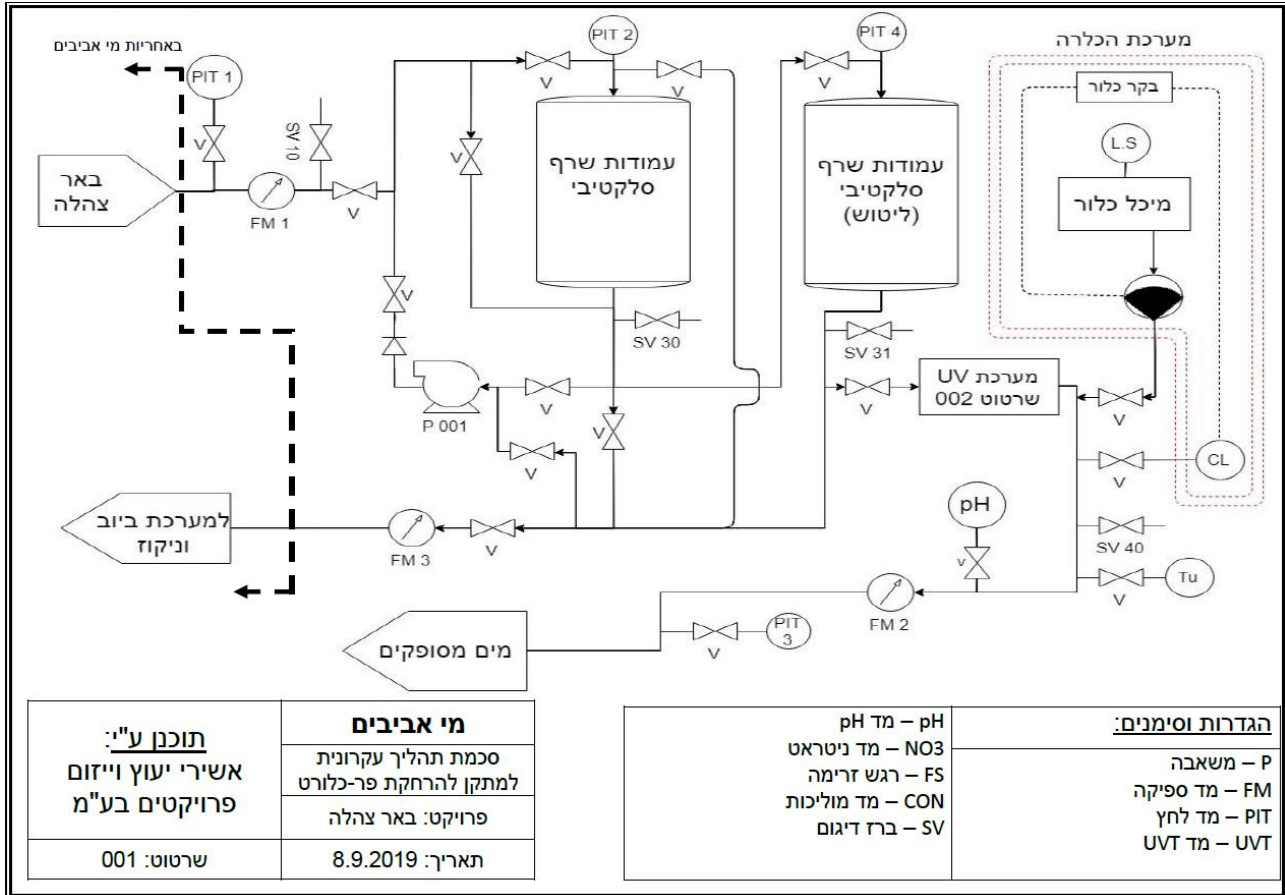 באחריות מי אביבים
PIT 1
V
SV 10
באר
צהלה
FM 1
V
V
PIT 2
V
V
V
עמודות שרף
סלקטיבי
SV 30
V
P 001
V
V
V
PIT 4
V
עמודות שרף
סלקטיבי
(ליטוש)
SV 31
V
מערכת UV
שרטוט 002
מערכת הכלרה
בקר כלור
L.S
מיכל כלור
V
CL
V
SV 40
Tu
V
pH
v
FM 2
PIT
3
V
מים מסופקים
למערכת ביוב
וניקוז
FM 3
V
הגדרות וסימנים:
P – משאבה
FM – מד ספיקה
PIT – מד לחץ
UVT – מד UVT
pH – מד pH
NO3 – מד ניטראט
FS – רגש זרימה
CON – מד מוליכות
SV – ברז דיגום
מי אביבים
סכמת תהליך עקרונית
למתקן להרחקת פר-כלורט
פרויקט: באר צהלה
תאריך: 8.9.2019
תוכנן ע"י:
אשירי יעוץ וייזום
פרויקטים בע"מ
שרטוט: 001